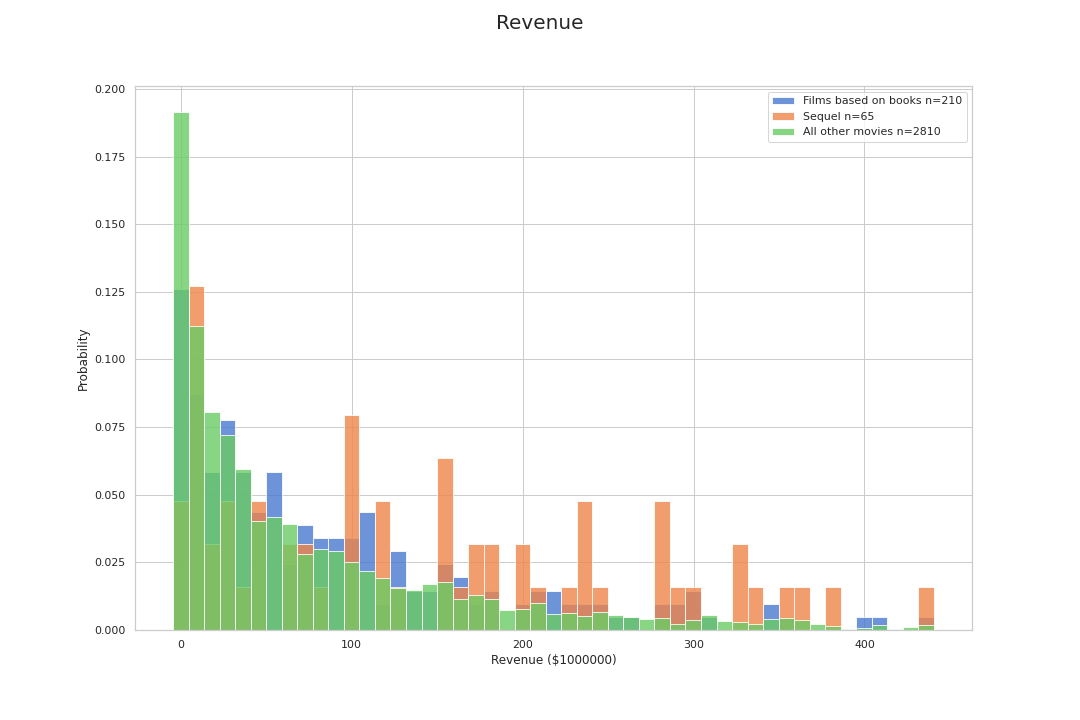 Revenue
0.200
0.175
0.150
0.125
0.100
0.075
0.050
0.025
0.000
Probability
Films based on books n=210
Sequel n=65
All other movies n=2810
0
100
200
300
400
Revenue ($1000000)